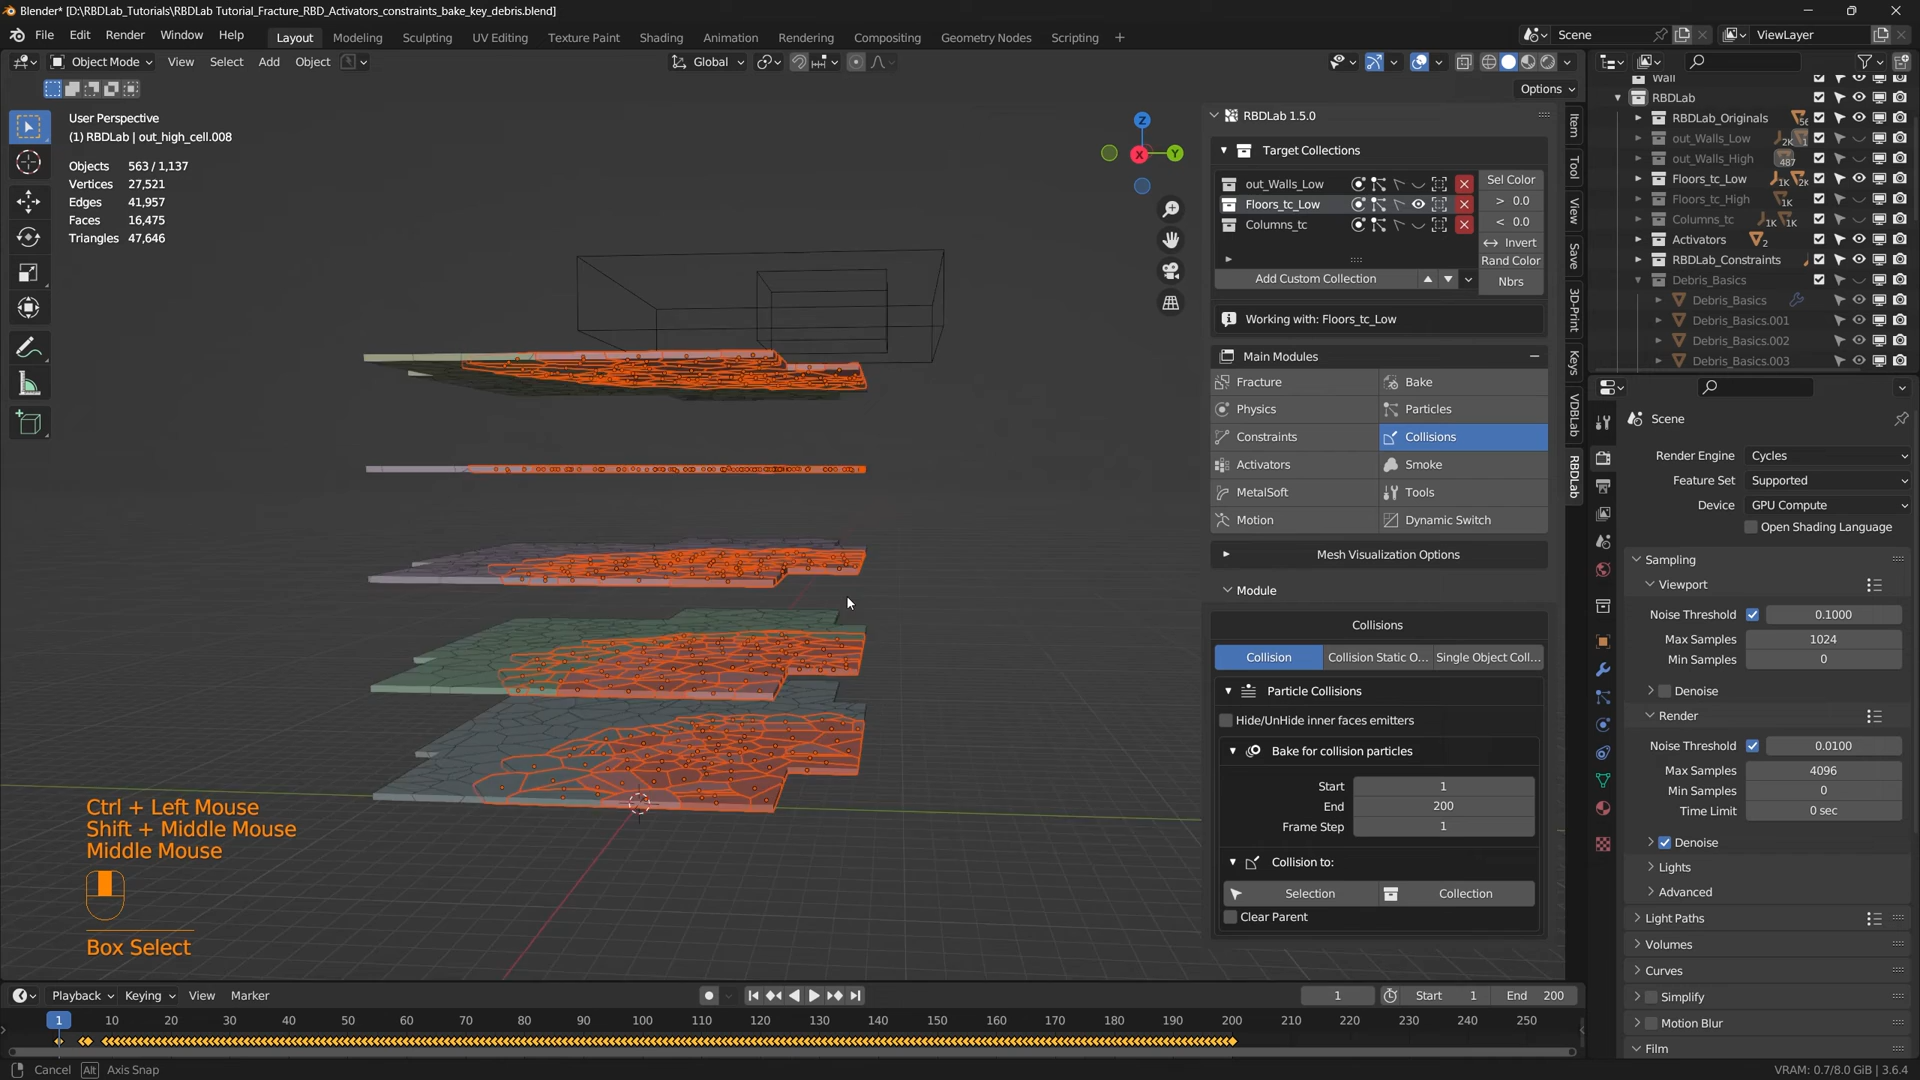 Blender* [D:\RBDLab_Tutorials\RBDLab Tutorial_Fracture_RBD_Activators_constraints_bake_key_debris.blend]
File Edit Render Window Help Layout Modeling Sculpting UV Editing Texture Paint Shading Animation Rendering Compositing Geometry Nodes Scripting + Scene ViewLayer
Object Mode View Select Add Object Global
Options
User Perspective
(1) RBDLab | out_high_cell.008
Objects 563 / 1,137
Vertices 27,521
Edges 41,957
Faces 16,475
Triangles 47,646
Z
X
Y
RBDLab 1.5.0
Target Collections
out_Walls_Low Sel Color
> 0.0
Floors_tc_Low
< 0.0
Columns_tc
Invert
Rand Color
Add Custom Collection Nbrs
Working with: Floors_tc_Low
Main Modules
Fracture Bake
Physics Particles
Constraints Collisions
Activators Smoke
MetalSoft Tools
Motion Dynamic Switch
Mesh Visualization Options
Module
Collisions
Collision Collision Static O... Single Object Coll...
Particle Collisions
Hide/UnHide inner faces emitters
Bake for collision particles
Start 1
End 200
Frame Step 1
Collision to:
Selection Collection
Clear Parent
Item
Tool
View
Save
3D-Print
Keys
VDBLab
RBDLab
Wall
RBDLab
RBDLab_Originals
out_Walls_Low 2K
out_Walls_High 487
Floors_tc_Low 1K 2K
Floors_tc_High 1K
Columns_tc 1K 1K
Activators 2
RBDLab_Constraints
Debris_Basics
Debris_Basics
Debris_Basics.001
Debris_Basics.002
Debris_Basics.003
Scene
Render Engine Cycles
Feature Set Supported
Device GPU Compute
Open Shading Language
Sampling
Viewport
Noise Threshold 0.1000
Max Samples 1024
Min Samples 0
Denoise
Render
Noise Threshold 0.0100
Max Samples 4096
Min Samples 0
Time Limit 0 sec
Denoise
Lights
Advanced
Light Paths
Volumes
Curves
Simplify
Motion Blur
Film
Ctrl + Left Mouse
Shift + Middle Mouse
Middle Mouse
Box Select
Playback Keying View Marker 1 Start 1 End 200
1 10 20 30 40 50 60 70 80 90 100 110 120 130 140 150 160 170 180 190 200 210 220 230 240 250
Cancel Alt Axis Snap VRAM: 0.7/8.0 GiB | 3.6.4